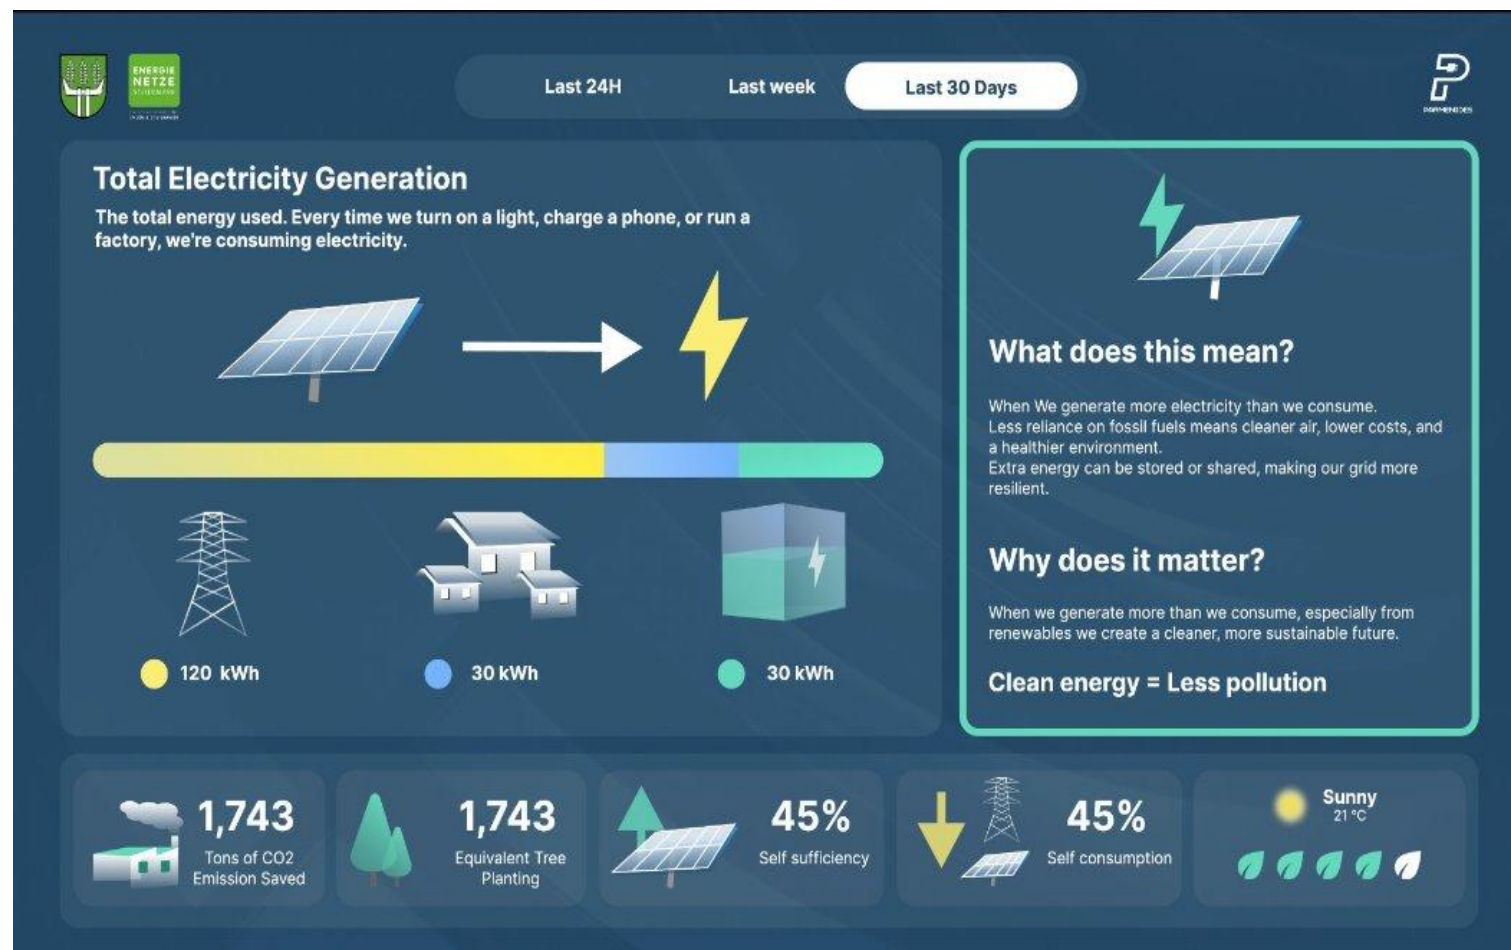 ENERGIE
NETZE
STEIERMARK
Last 24H
Last week
Last 30 Days
PARMENIDES
Total Electricity Generation
The total energy used. Every time we turn on a light, charge a phone, or run a
factory, we're consuming electricity.
120 kWh
30 kWh
30 kWh
What does this mean?
When We generate more electricity than we consume.
Less reliance on fossil fuels means cleaner air, lower costs, and
a healthier environment.
Extra energy can be stored or shared, making our grid more
resilient.
Why does it matter?
When we generate more than we consume, especially from
renewables we create a cleaner, more sustainable future.
Clean energy = Less pollution
1,743
Tons of CO2
Emission Saved
1,743
Equivalent Tree
Planting
45%
Self sufficiency
45%
Self consumption
Sunny
21 °C